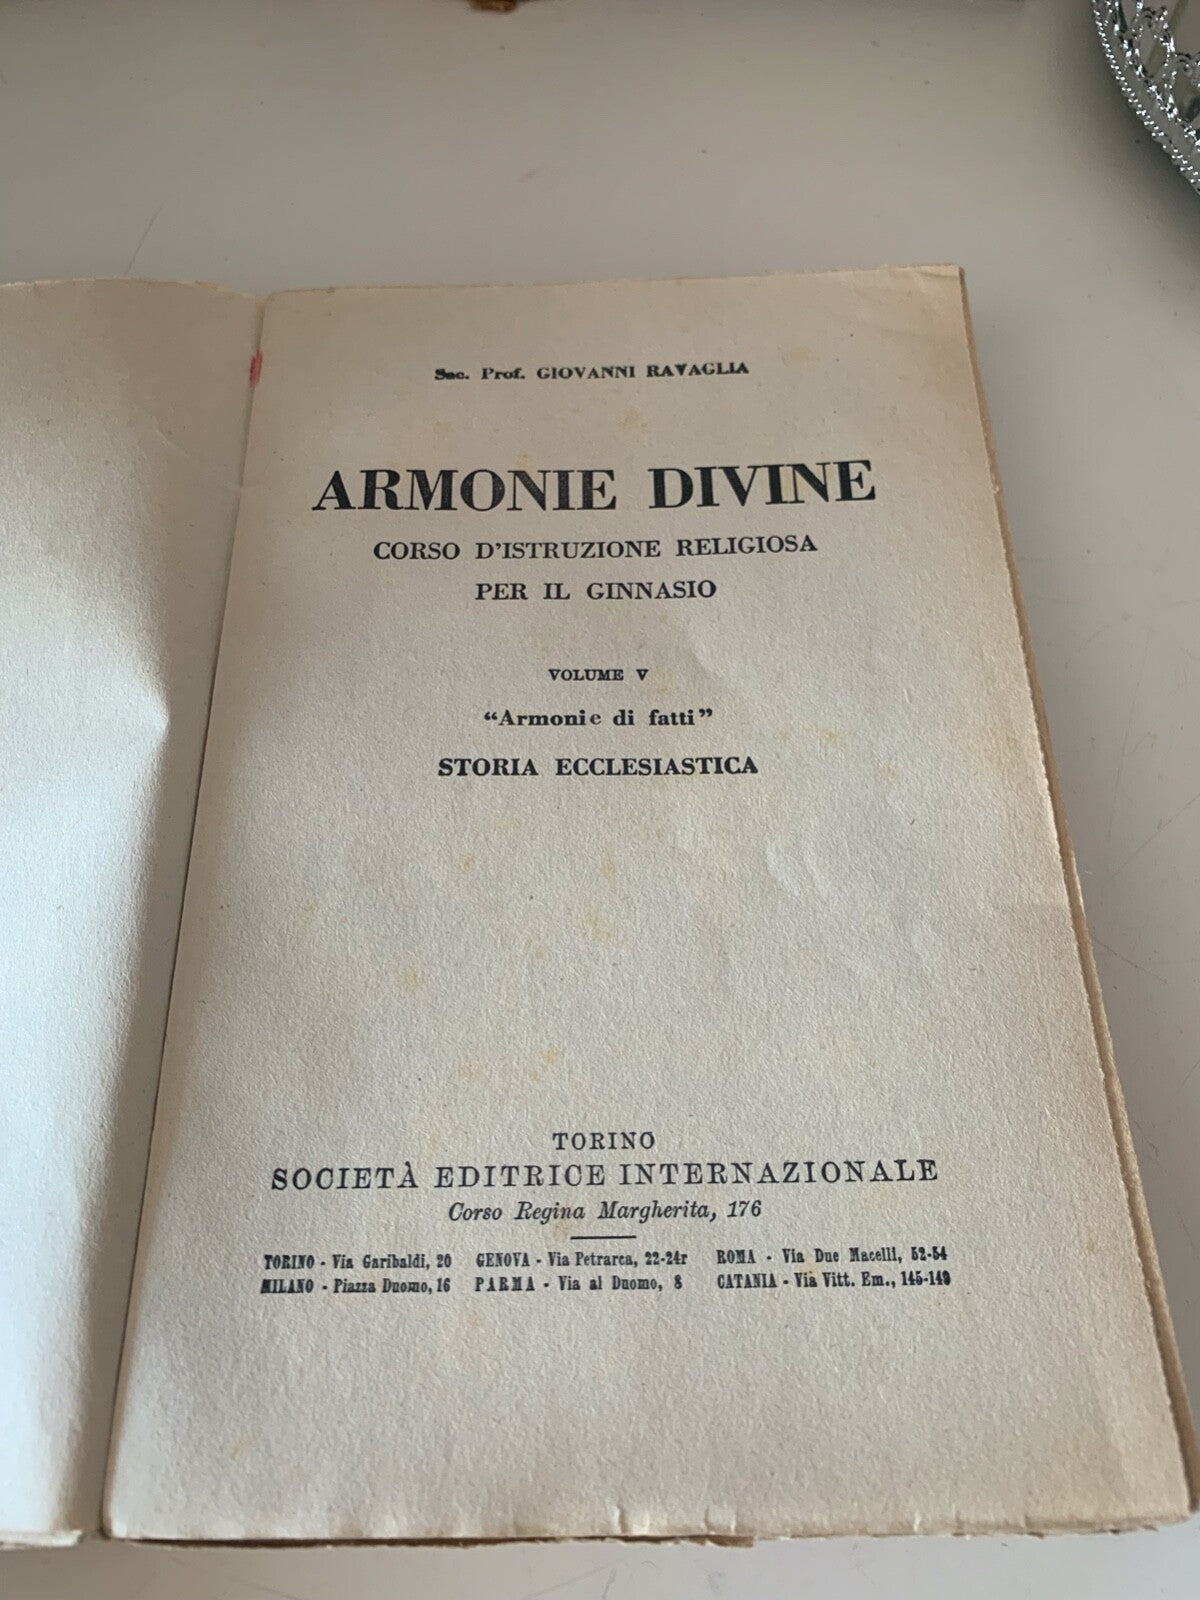 Sac. Prof. GIOVANNI RAVAGLIA
ARMONIE DIVINE
CORSO D'ISTRUZIONE RELIGIOSA
PER IL GINNASIO
VOLUME V
“Armonie di fatti”
STORIA ECCLESIASTICA
TORINO
SOCIETÀ EDITRICE INTERNAZIONALE
Corso Regina Margherita, 176
TORINO - Via Garibaldi, 20 GENOVA - Via Petrarca, 22-24r ROMA - Via Due Macelli, 52-54
MILANO - Piazza Duomo, 16 PARMA - Via al Duomo, 8 CATANIA - Via Vitt. Em., 145-149